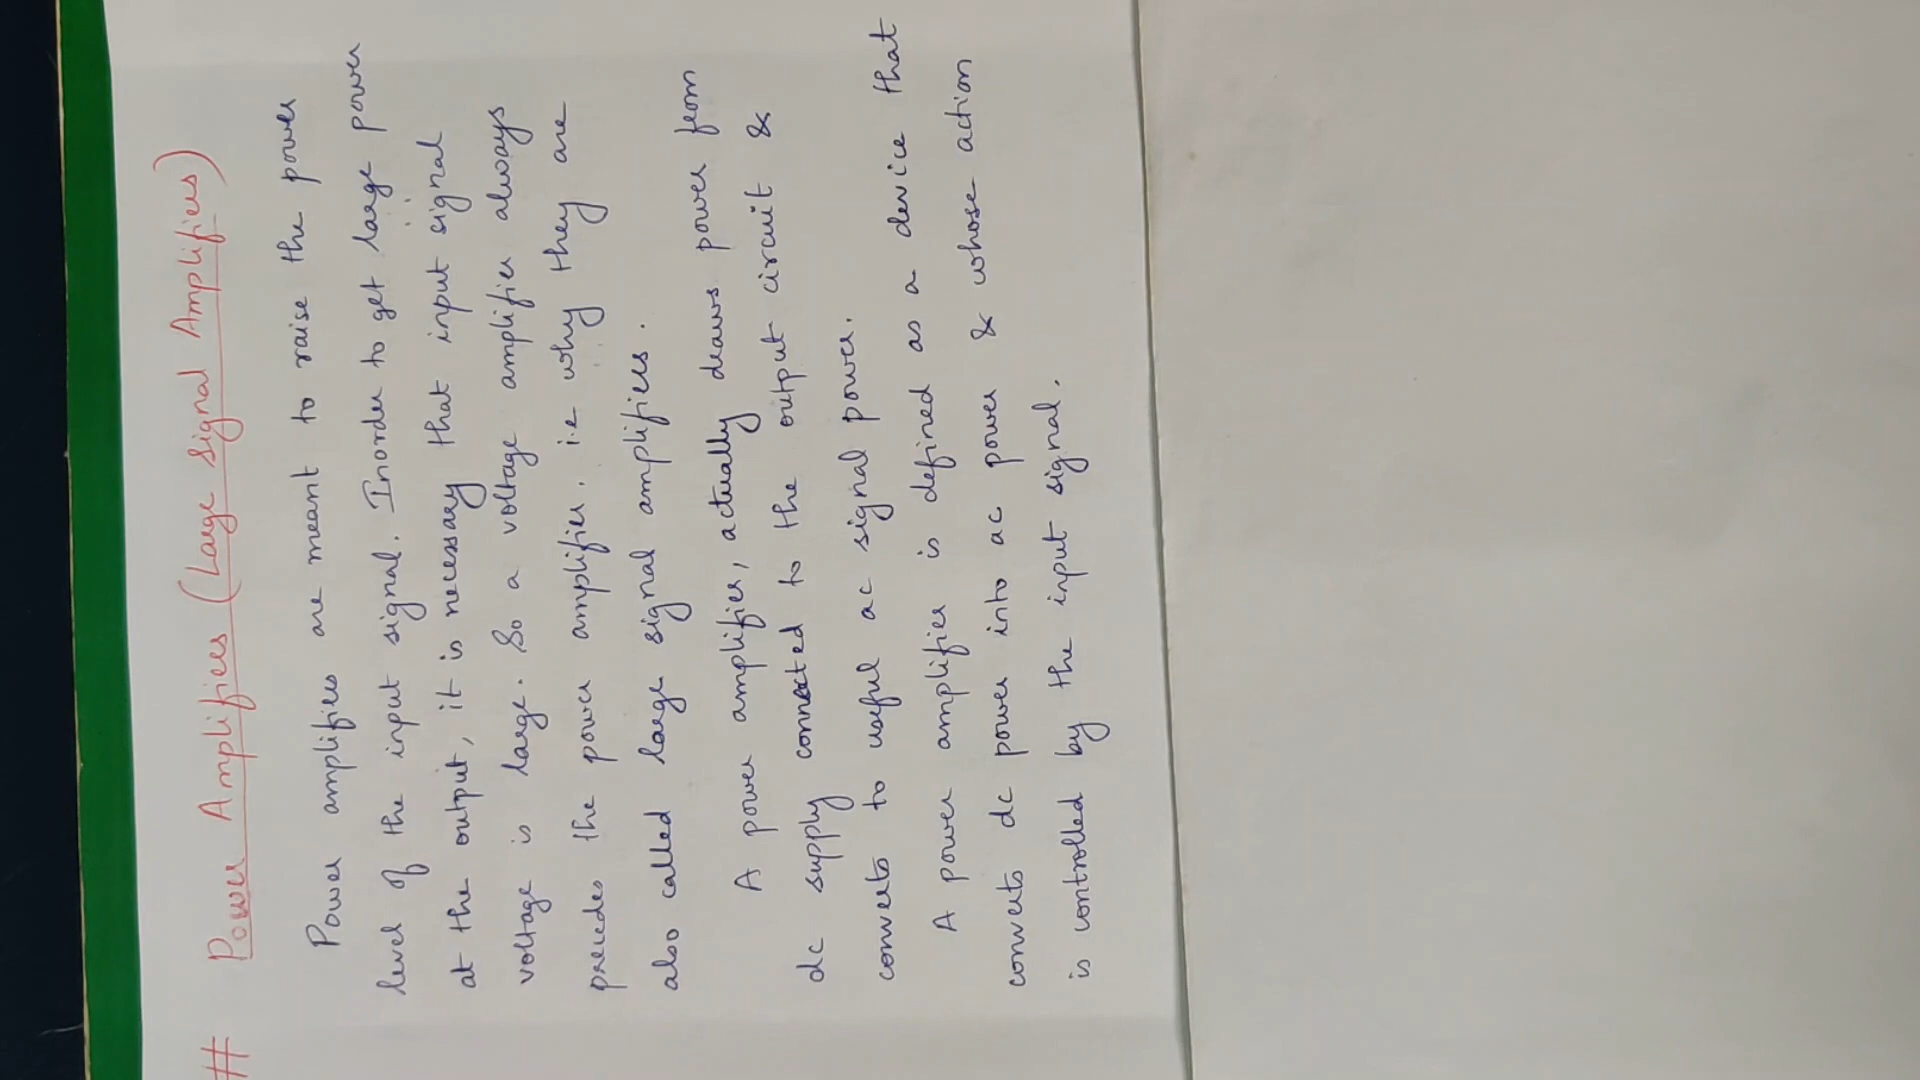 # Power Amplifiers (Large Signal Amplifiers)
Power amplifiers are meant to raise the power
level of the input signal. Inorder to get large power
at the output, it is necessary that input signal
voltage is large. So a voltage amplifier always
precedes the power amplifier. i.e why they are
also called large signal amplifiers.
A power amplifier, actually draws power from
dc supply connected to the output circuit &
converts to useful ac signal power.
A power amplifier is defined as a device that
converts dc power into ac power & whose action
is controlled by the input signal.